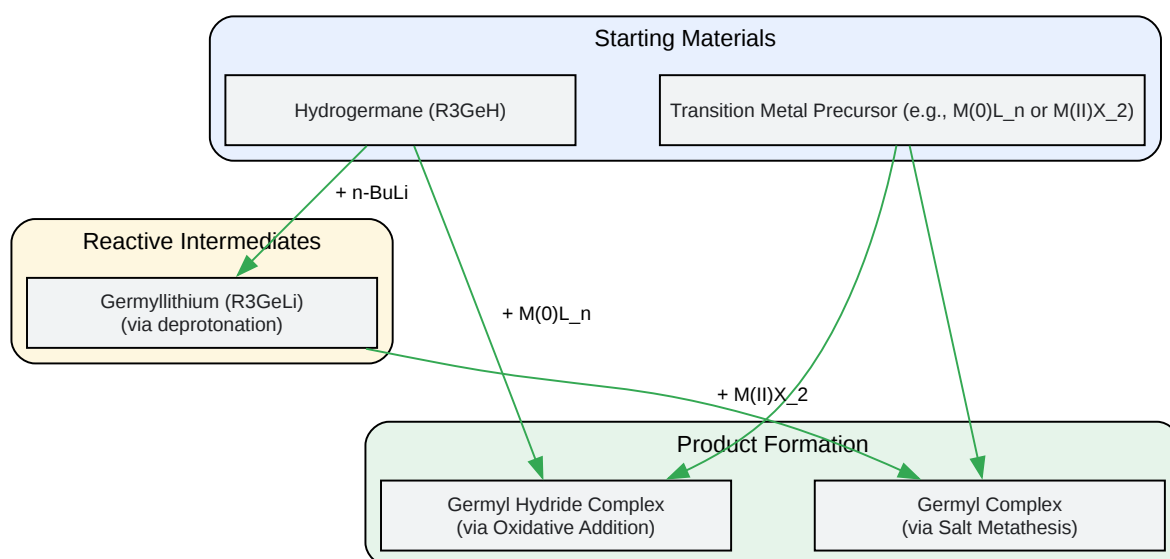 Starting Materials
Hydrogermane (R3GeH)
Transition Metal Precursor (e.g., M(0)L_n or M(II)X_2)
+ n-BuLi
Reactive Intermediates
Germyllithium (R3GeLi)
(via deprotonation)
+ M(0)L_n
+ M(II)X_2
Product Formation
Germyl Hydride Complex
(via Oxidative Addition)
Germyl Complex
(via Salt Metathesis)